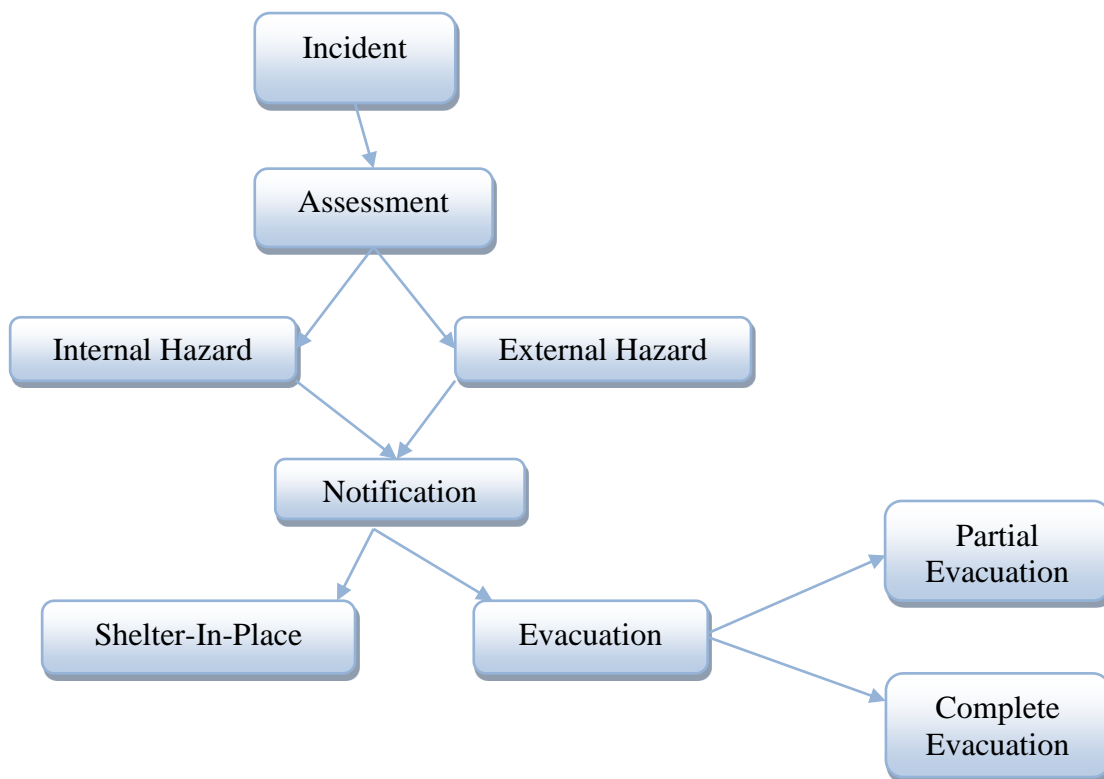 Incident
Assessment
Internal Hazard
External Hazard
Notification
Partial
Evacuation
Shelter-In-Place
Evacuation
Complete
Evacuation